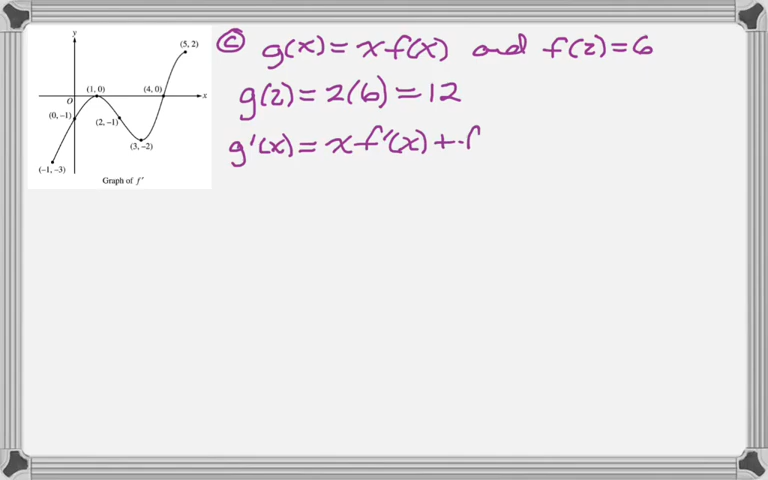 y
(5, 2)
(1, 0)
(4, 0)
x
O
(0, −1)
(2, −1)
(3, −2)
(−1, −3)
Graph of f′
ⓒ g(x) = x f(x) and f(2) = 6
g(2) = 2(6) = 12
g'(x) = x f'(x) + f